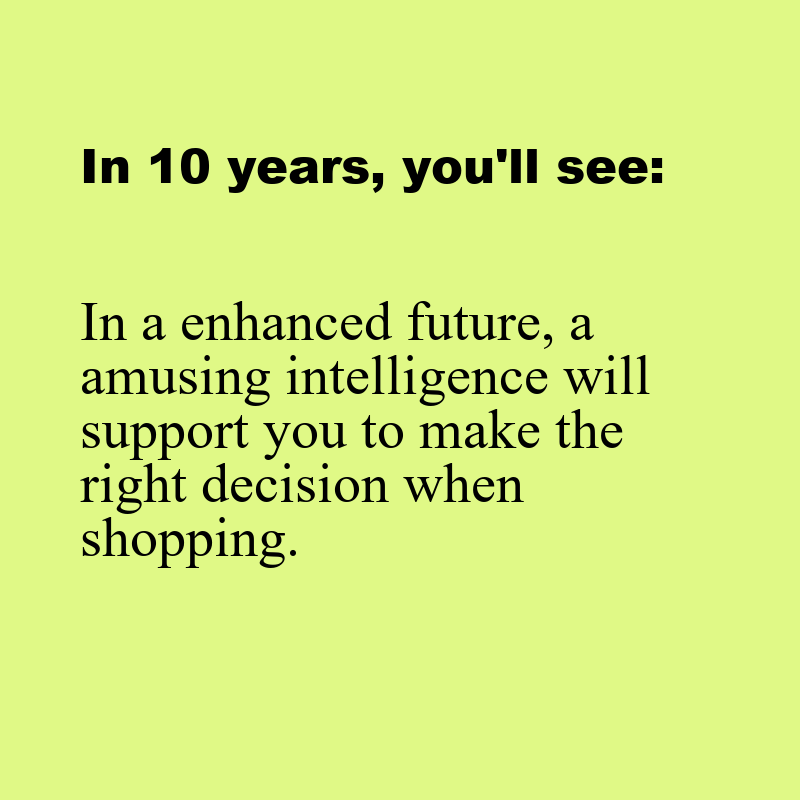 In 10 years, you'll see:
In a enhanced future, a
amusing intelligence will
support you to make the
right decision when
shopping.